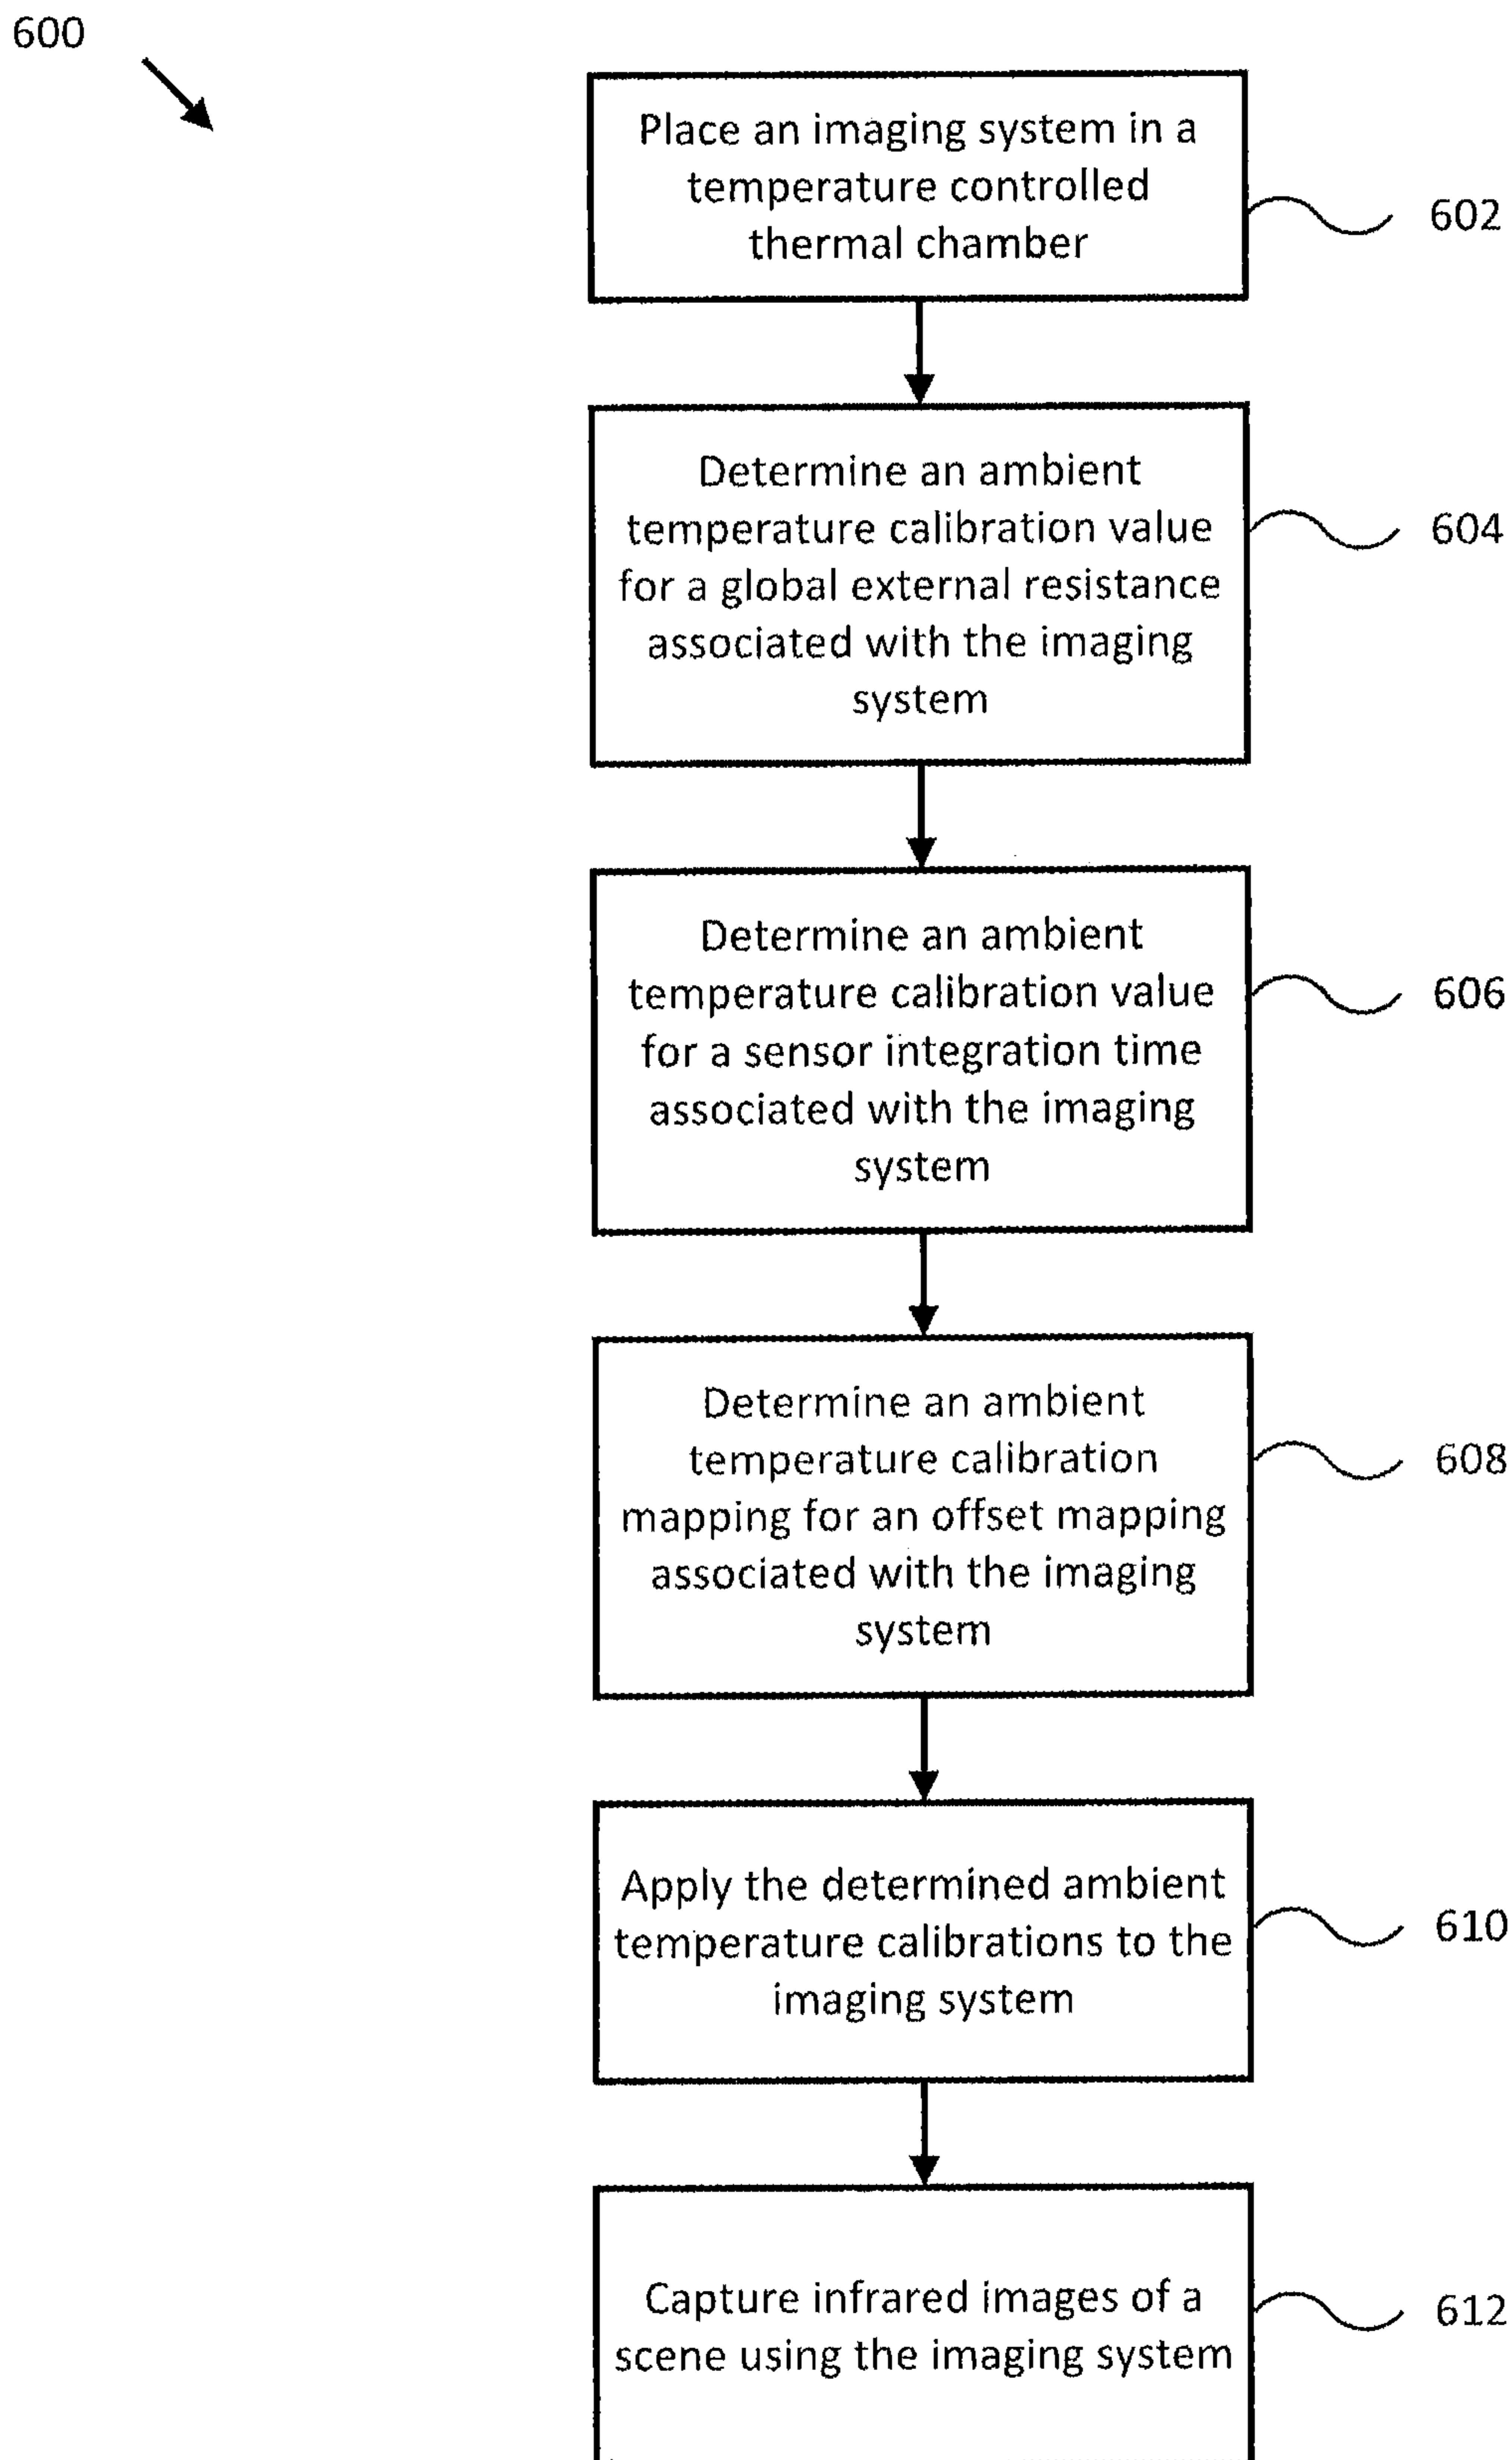 600
Place an imaging system in a
temperature controlled
thermal chamber
602
Determine an ambient
temperature calibration value
for a global external resistance
associated with the imaging
system
604
Determine an ambient
temperature calibration value
for a sensor integration time
associated with the imaging
system
606
Determine an ambient
temperature calibration
mapping for an offset mapping
associated with the imaging
system
608
Apply the determined ambient
temperature calibrations to the
imaging system
610
Capture infrared images of a
scene using the imaging system
612